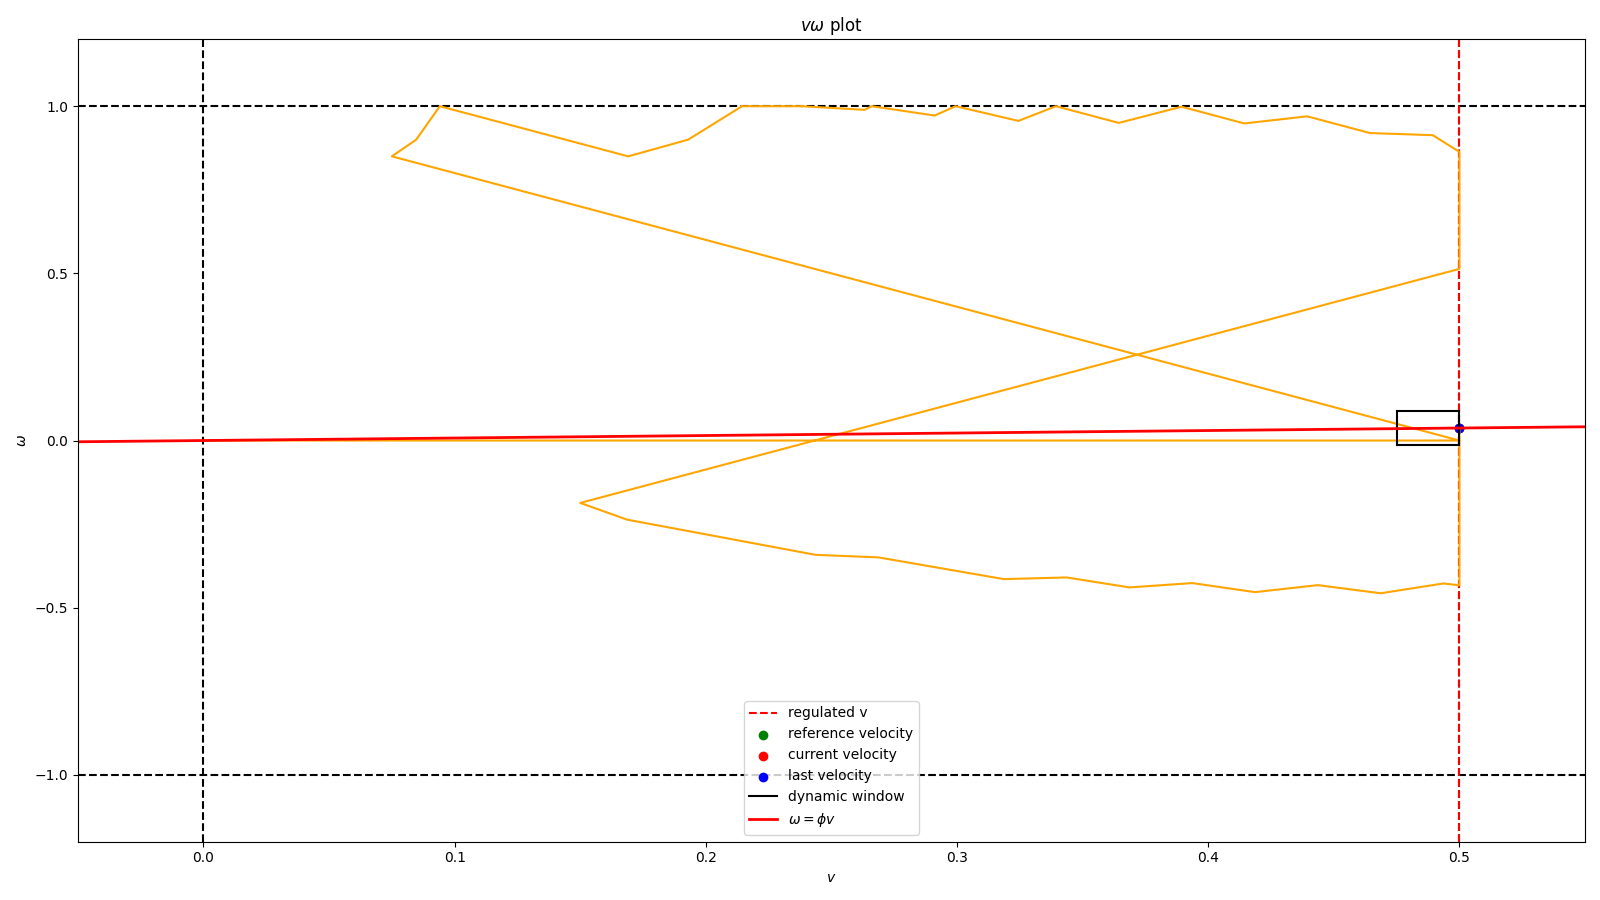 vω plot
1.0
0.5
0.0
−0.5
−1.0
ω
regulated v
reference velocity
current velocity
last velocity
dynamic window
ω = ϕv
0.0 0.1 0.2 0.3 0.4 0.5
v